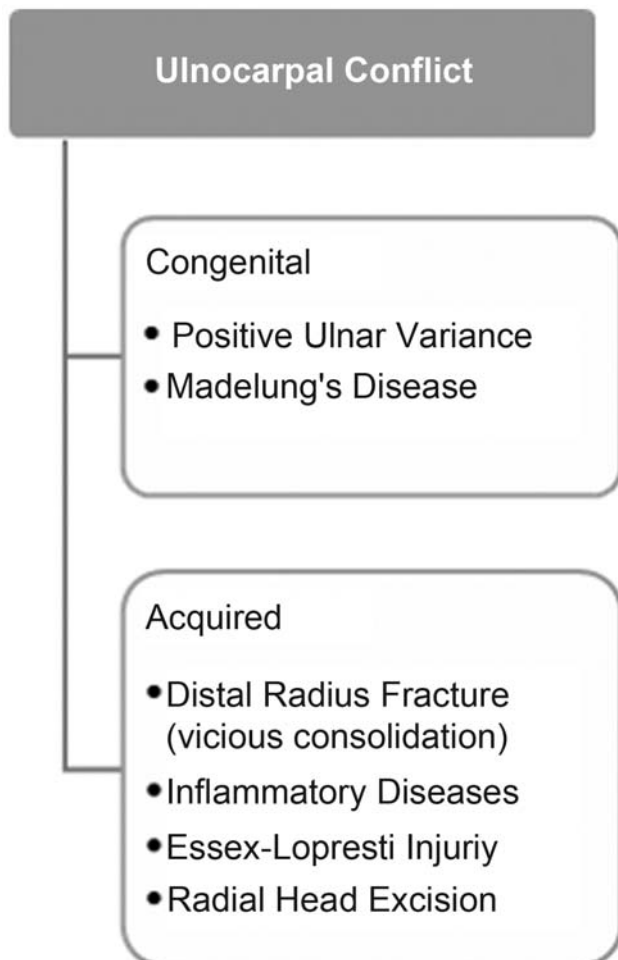 Ulnocarpal Conflict
Congenital
• Positive Ulnar Variance
• Madelung's Disease
Acquired
• Distal Radius Fracture
(vicious consolidation)
• Inflammatory Diseases
• Essex-Lopresti Injuriy
• Radial Head Excision